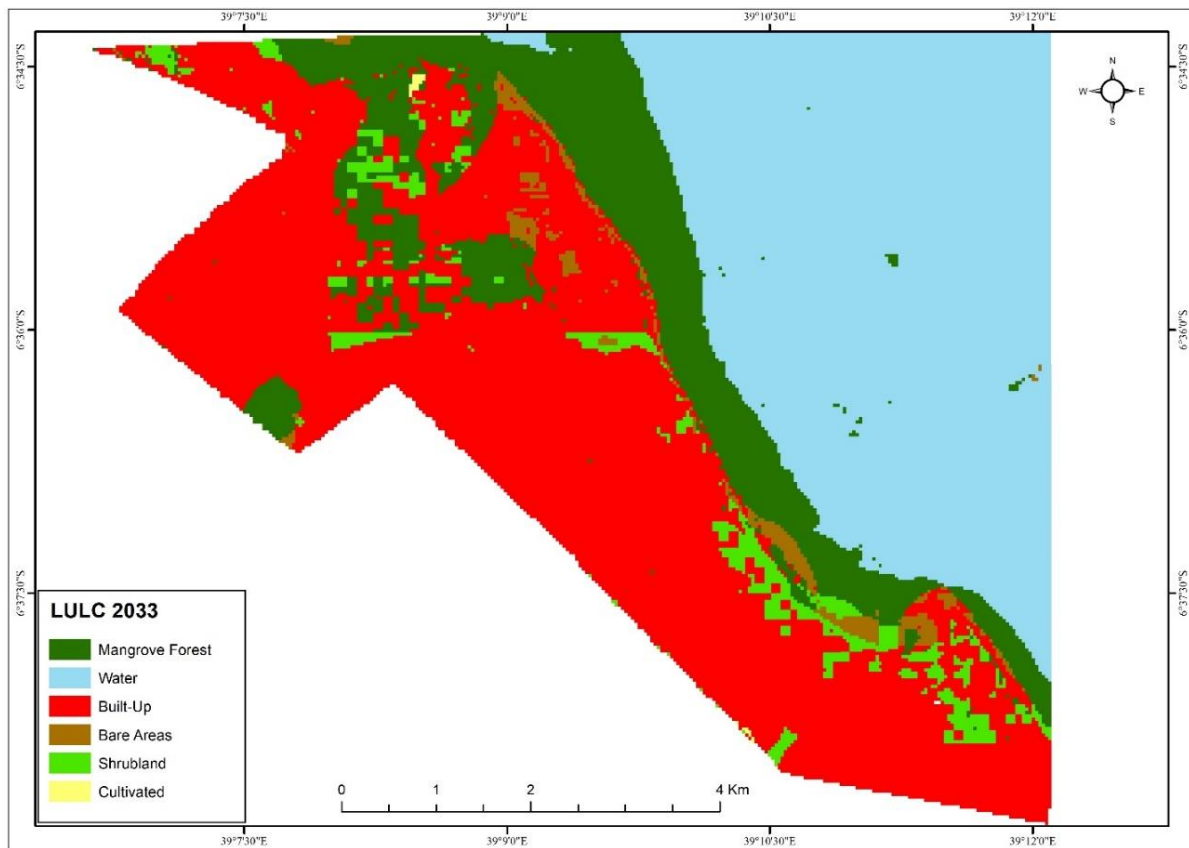 39°7'30"E 39°9'0"E 39°10'30"E 39°12'0"E
6°34'30"S 6°34'30"S
N
W E
S
6°36'0"S 6°36'0"S
6°37'30"S 6°37'30"S
LULC 2033
Mangrove Forest
Water
Built-Up
Bare Areas
Shrubland
Cultivated
0 1 2 4 Km
39°7'30"E 39°9'0"E 39°10'30"E 39°12'0"E